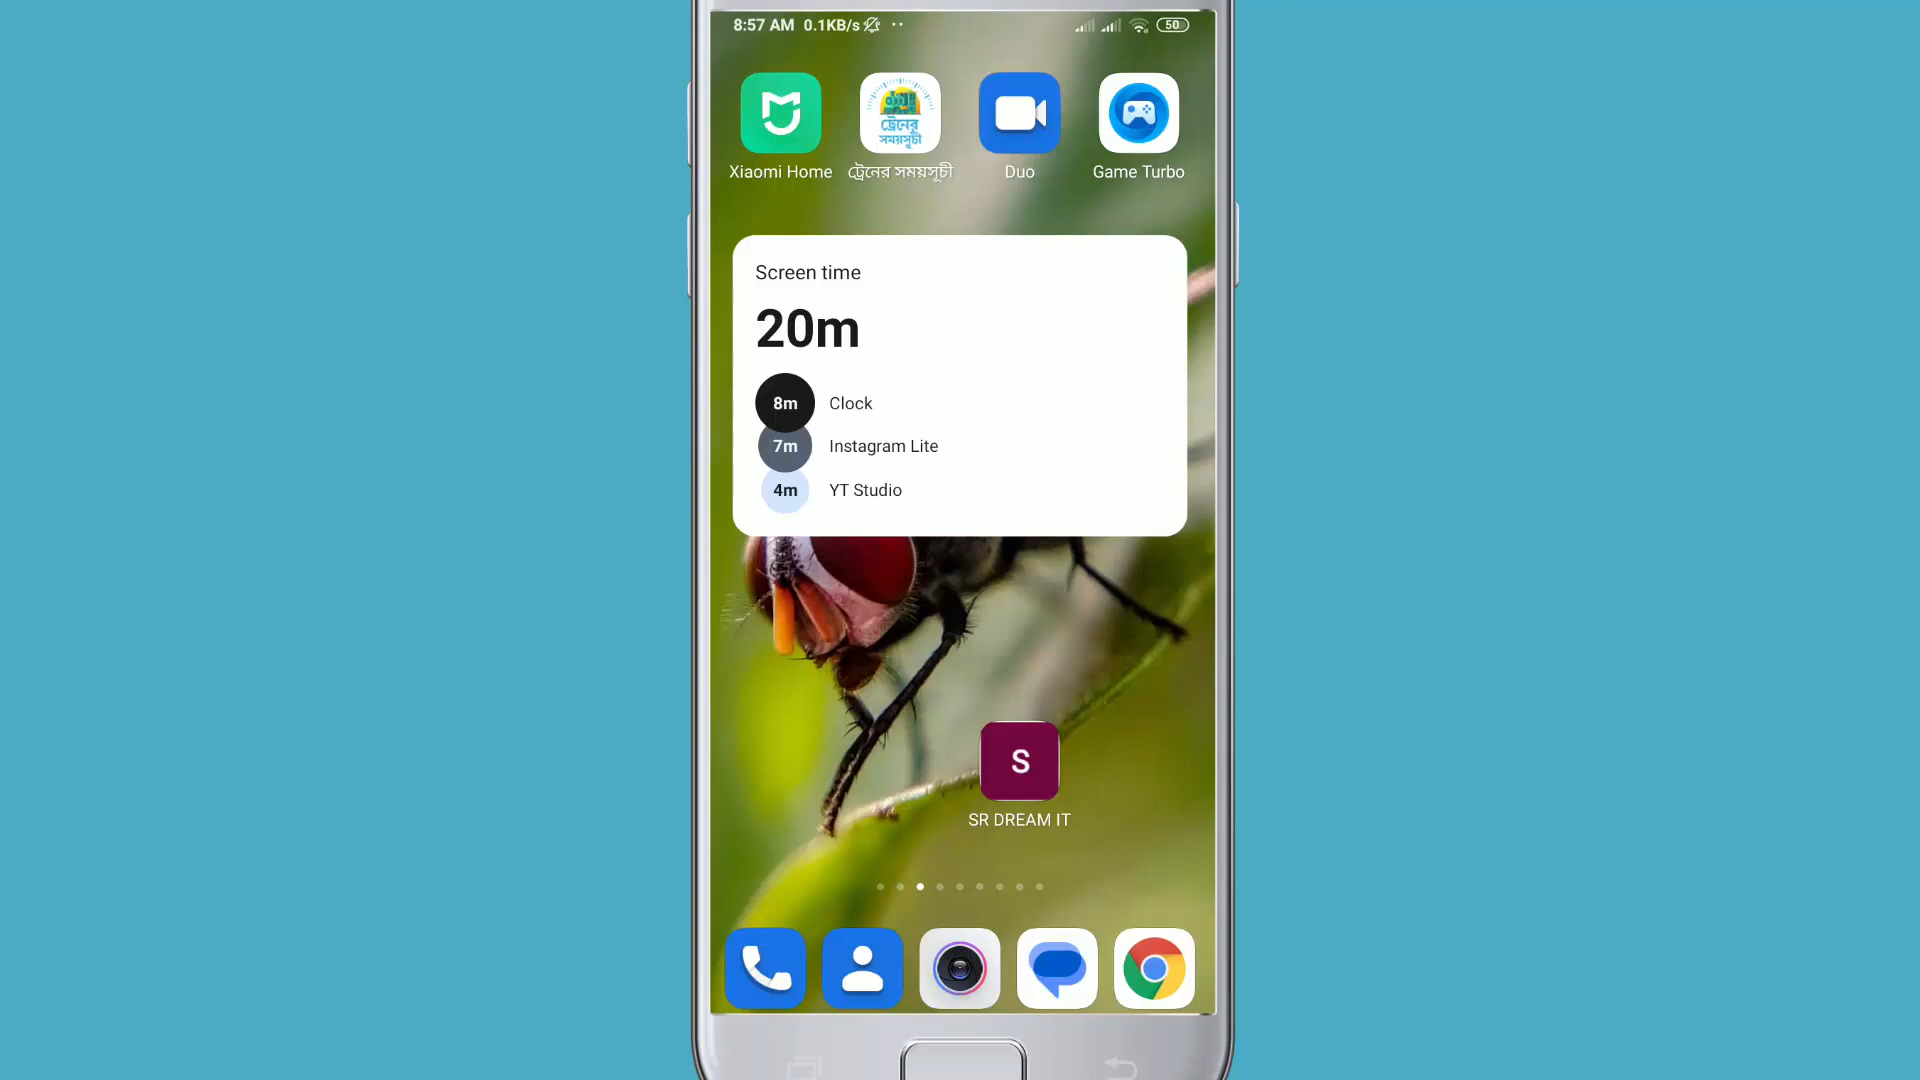 8:57 AM 0.1KB/s 50
ট্রেনের
সময়সূচী
Xiaomi Home ট্রেনের সময়সূচী Duo Game Turbo
Screen time
20m
8m Clock
7m Instagram Lite
4m YT Studio
S
SR DREAM IT